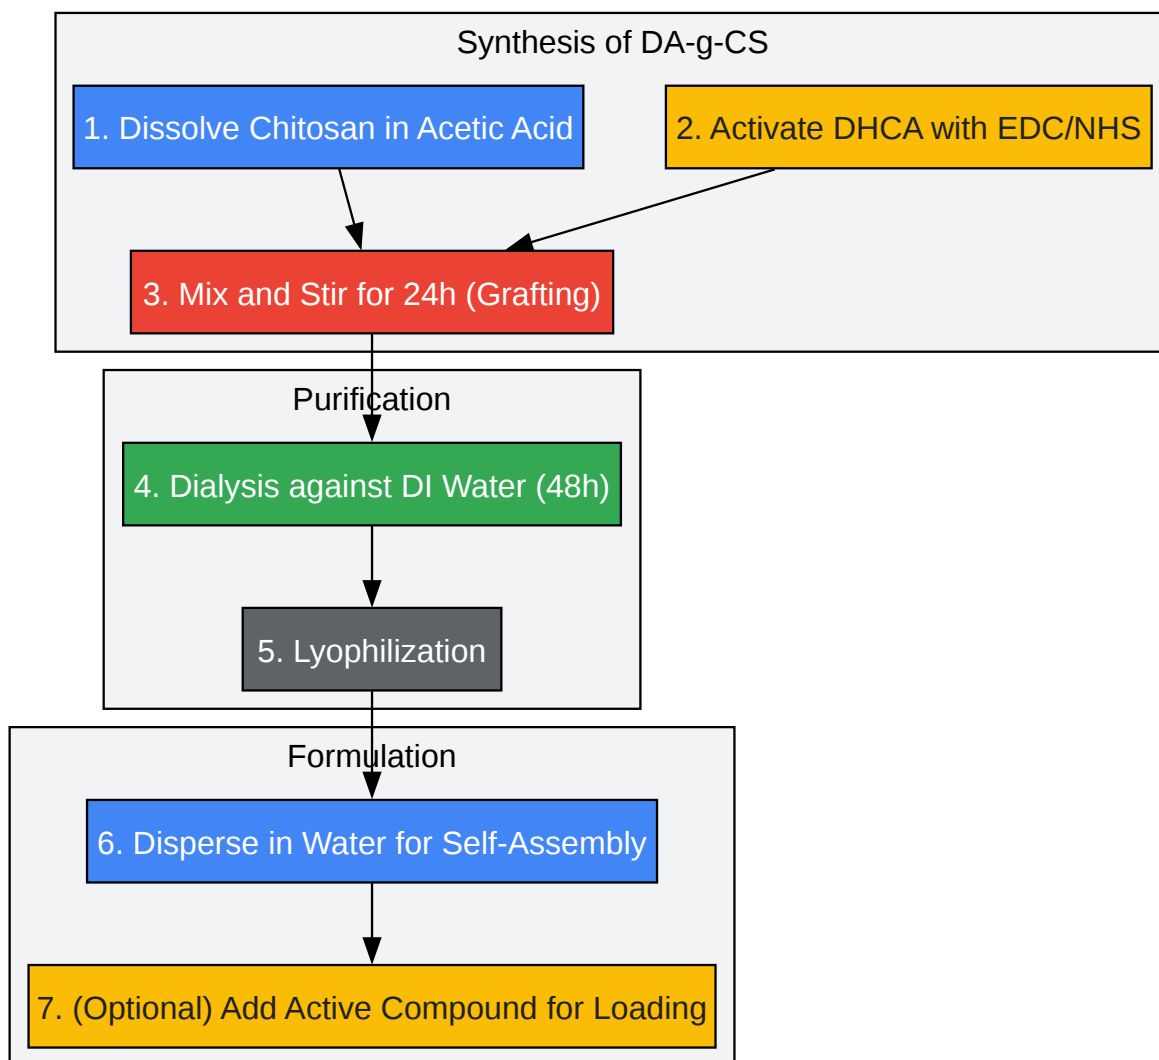 Synthesis of DA-g-CS
1. Dissolve Chitosan in Acetic Acid
2. Activate DHCA with EDC/NHS
3. Mix and Stir for 24h (Grafting)
Purification
4. Dialysis against DI Water (48h)
5. Lyophilization
Formulation
6. Disperse in Water for Self-Assembly
7. (Optional) Add Active Compound for Loading